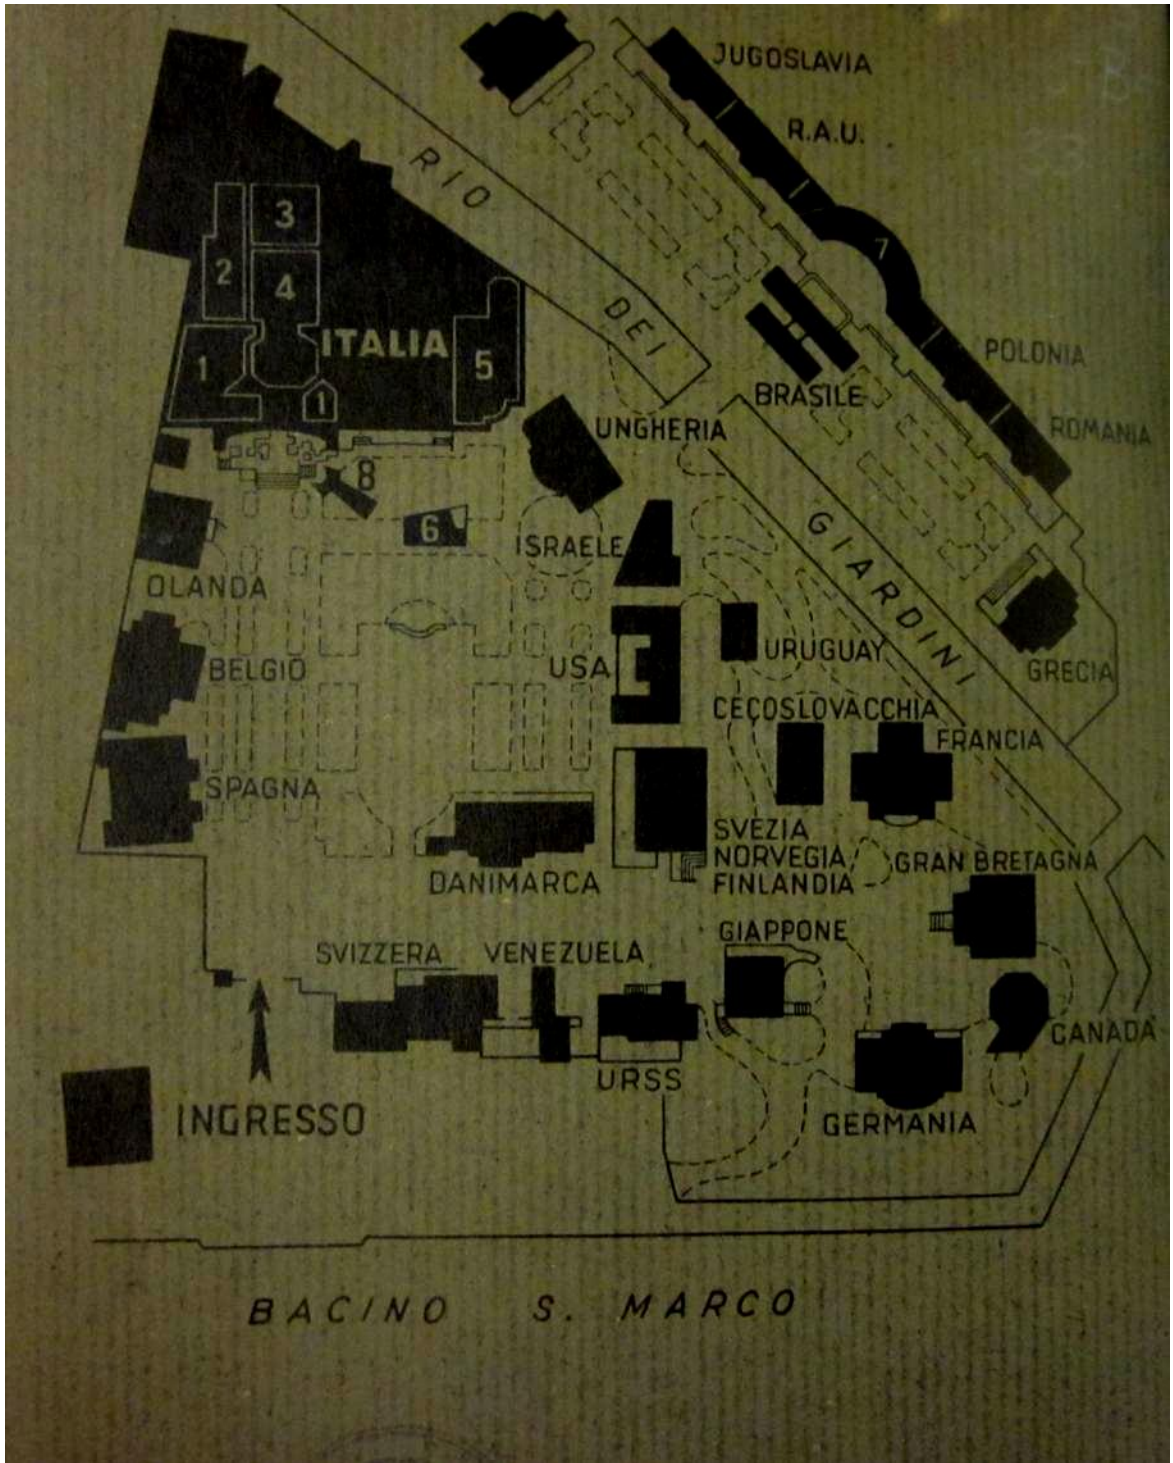 JUGOSLAVIA
R.A.U.
RIO
DEI
GIARDINI
3
2
4
7
ITALIA
1
5
1
POLONIA
BRASILE
ROMANIA
UNGHERIA
8
6
ISRAELE
OLANDA
URUGUAY
BELGIO
USA
GRECIA
CECOSLOVACCHIA
FRANCIA
SPAGNA
SVEZIA
NORVEGIA
FINLANDIA
GRAN BRETAGNA
DANIMARCA
GIAPPONE
SVIZZERA
VENEZUELA
CANADA
URSS
INGRESSO
GERMANIA
BACINO S. MARCO